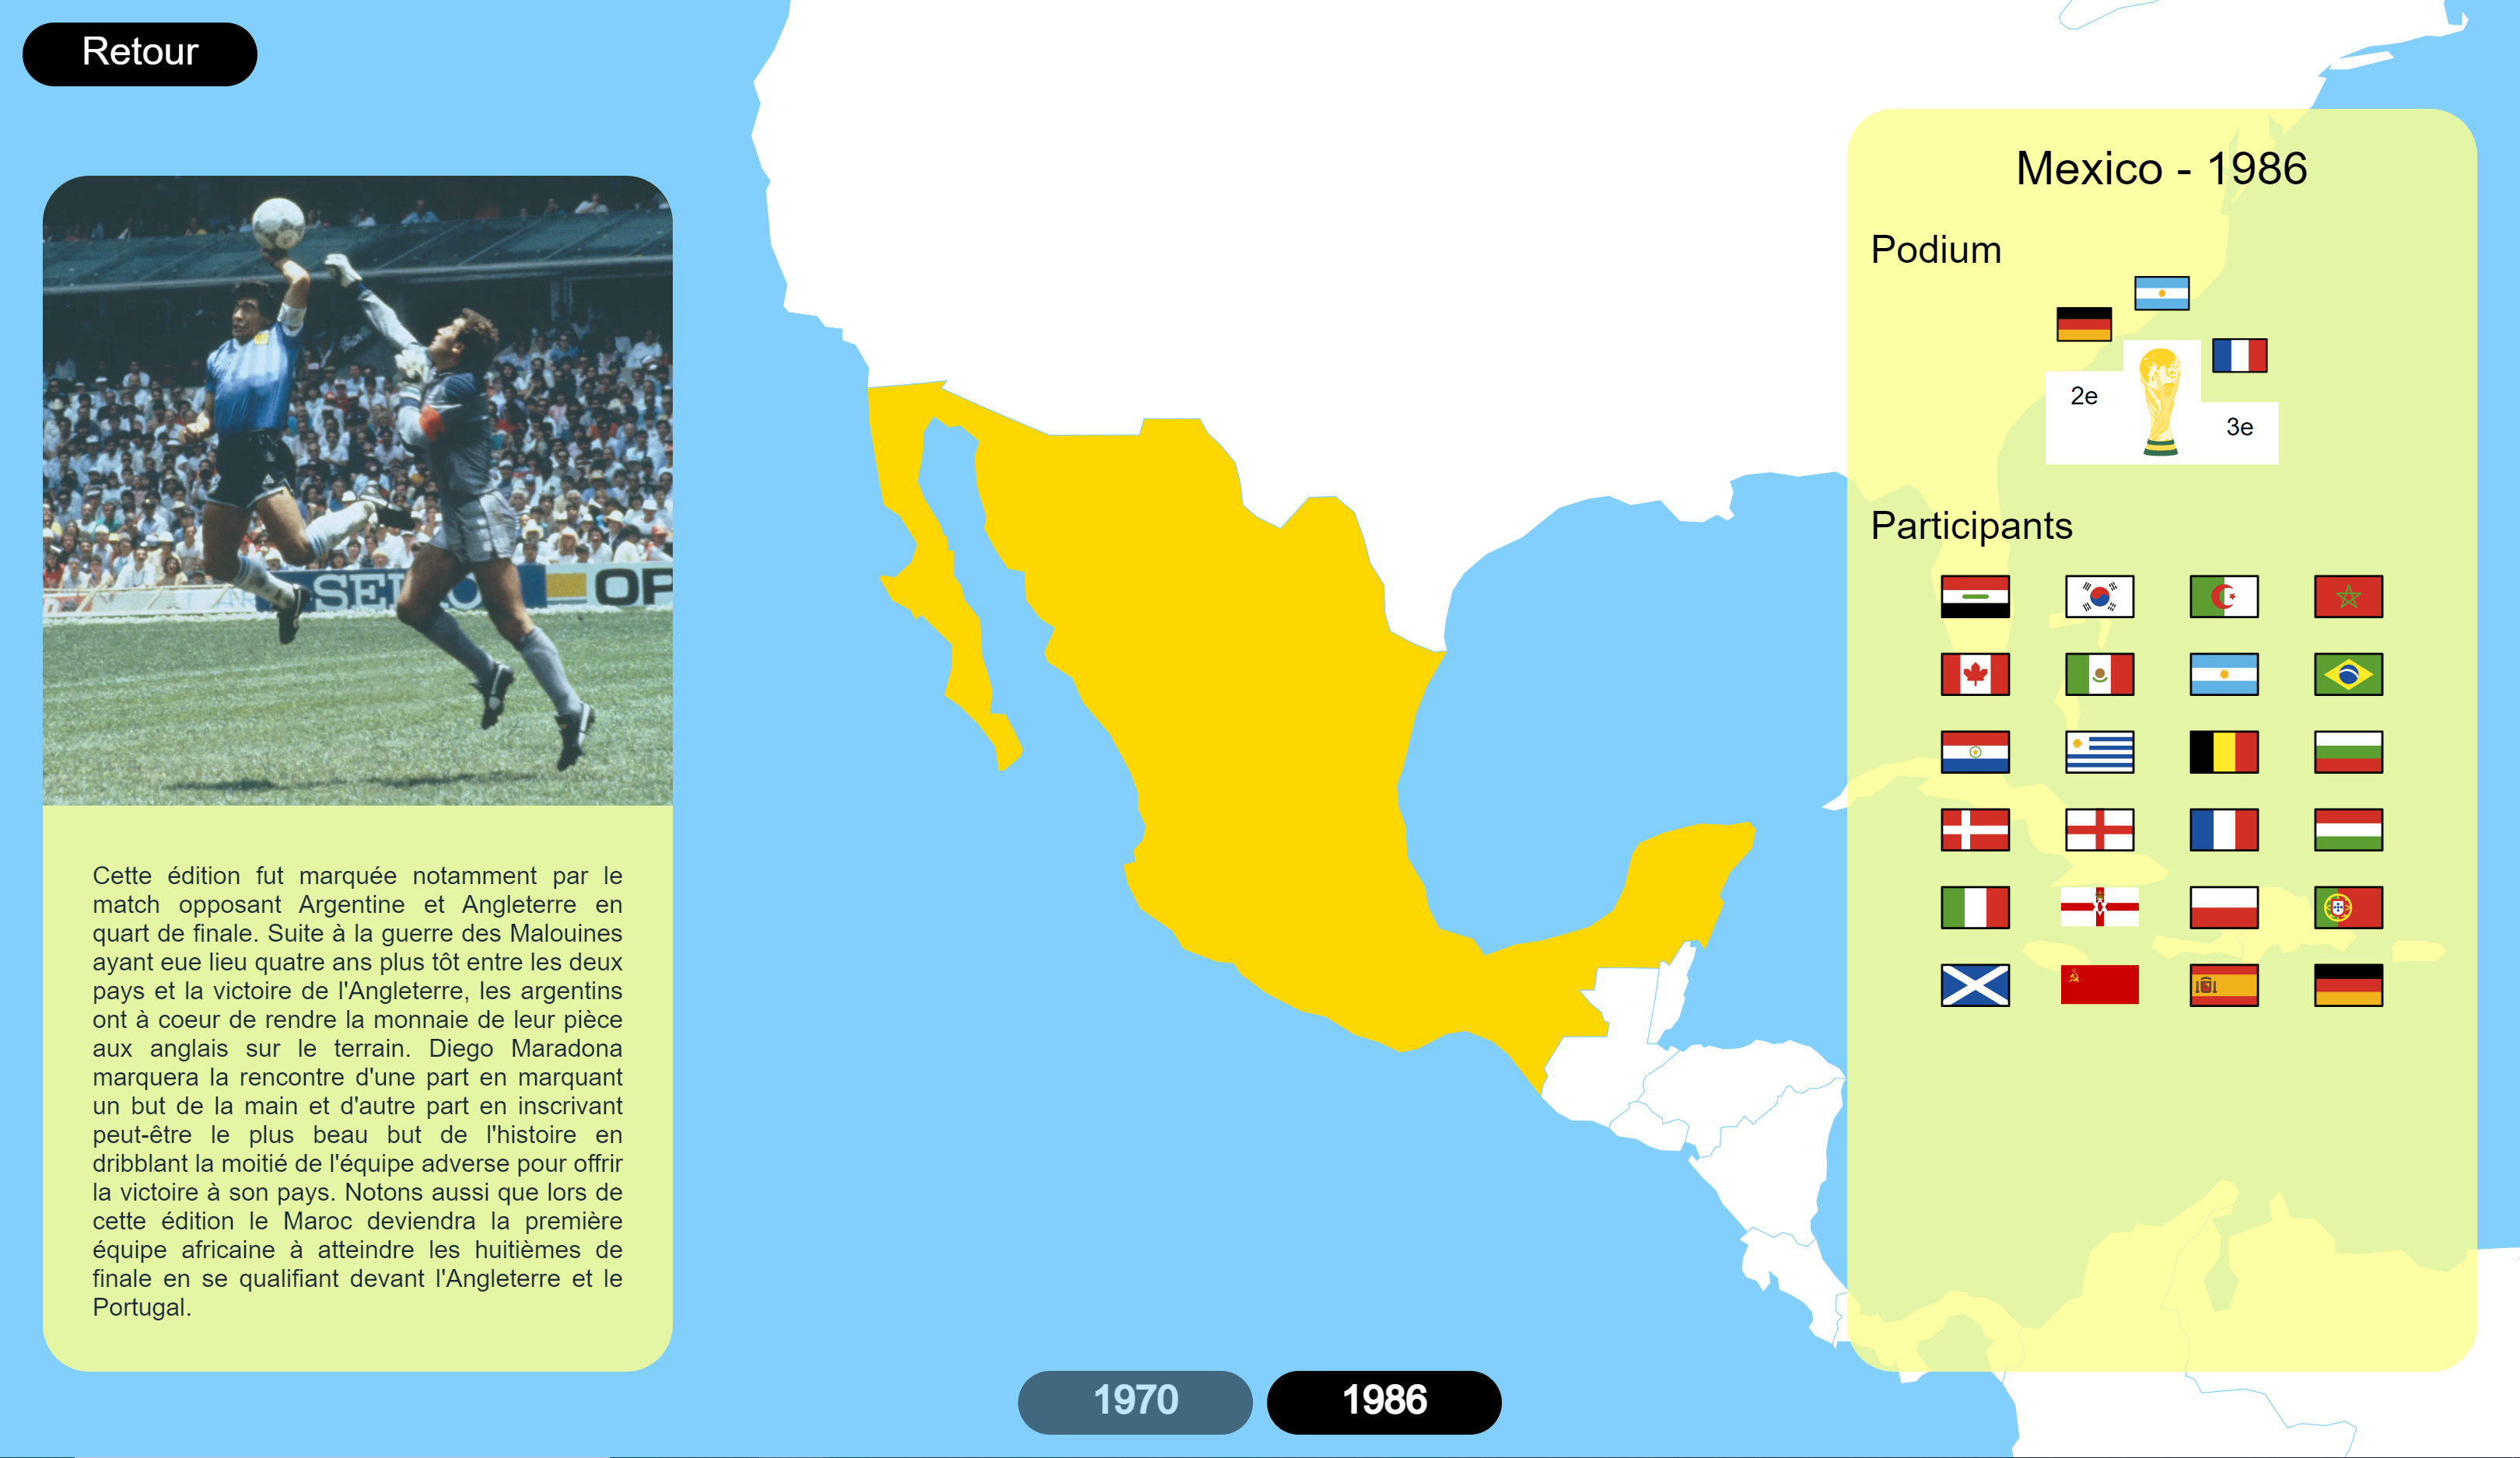 Retour
SEIKO
OP
Cette édition fut marquée notamment par le
match opposant Argentine et Angleterre en
quart de finale. Suite à la guerre des Malouines
ayant eue lieu quatre ans plus tôt entre les deux
pays et la victoire de l'Angleterre, les argentins
ont à coeur de rendre la monnaie de leur pièce
aux anglais sur le terrain. Diego Maradona
marquera la rencontre d'une part en marquant
un but de la main et d'autre part en inscrivant
peut-être le plus beau but de l'histoire en
dribblant la moitié de l'équipe adverse pour offrir
la victoire à son pays. Notons aussi que lors de
cette édition le Maroc deviendra la première
équipe africaine à atteindre les huitièmes de
finale en se qualifiant devant l'Angleterre et le
Portugal.
1970
1986
Mexico - 1986
Podium
2e
3e
Participants